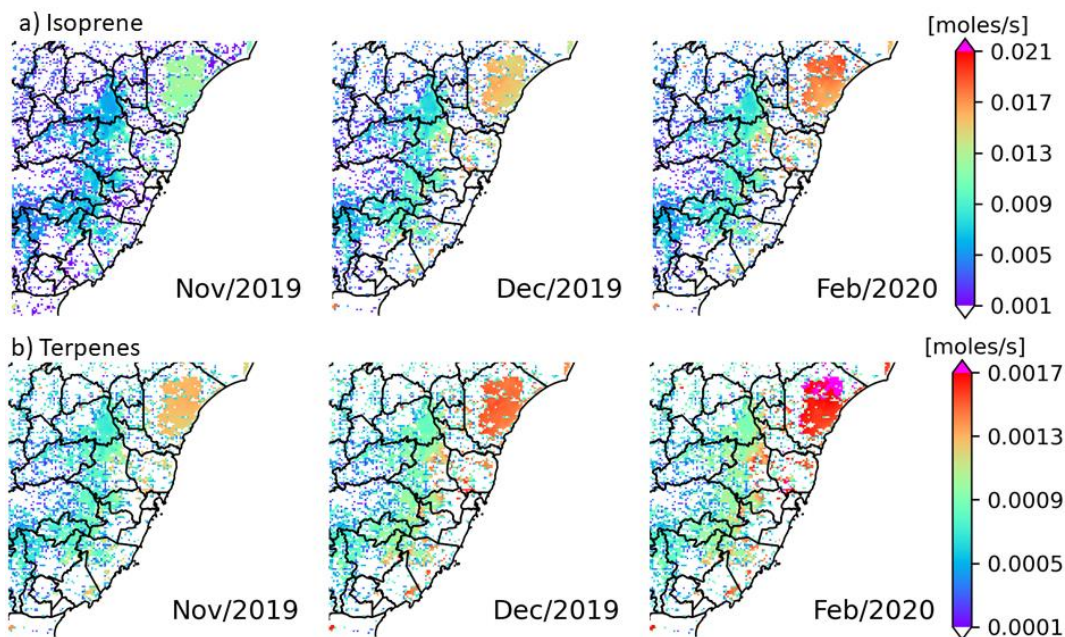 a) Isoprene
[moles/s]
0.021
0.017
0.013
0.009
0.005
0.001
Nov/2019
Dec/2019
Feb/2020
b) Terpenes
[moles/s]
0.0017
0.0013
0.0009
0.0005
0.0001
Nov/2019
Dec/2019
Feb/2020